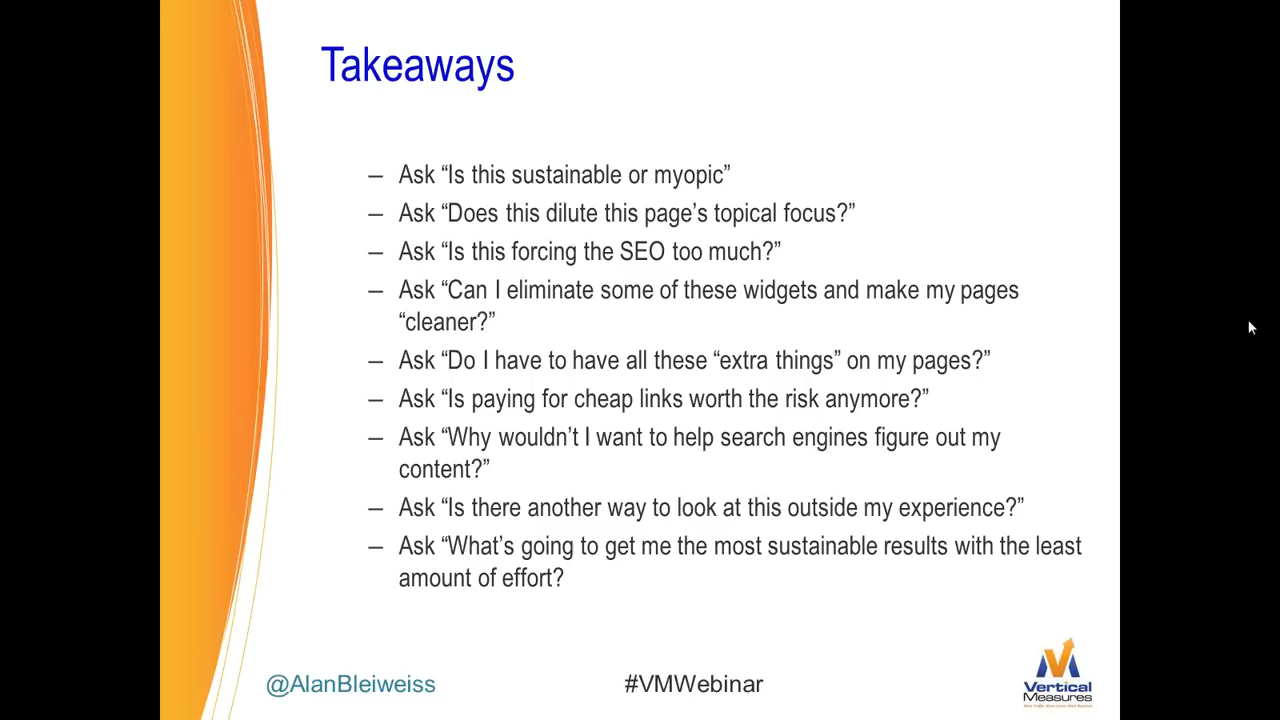 Takeaways
– Ask “Is this sustainable or myopic”
– Ask “Does this dilute this page’s topical focus?”
– Ask “Is this forcing the SEO too much?”
– Ask “Can I eliminate some of these widgets and make my pages
“cleaner?”
– Ask “Do I have to have all these “extra things” on my pages?”
– Ask “Is paying for cheap links worth the risk anymore?”
– Ask “Why wouldn’t I want to help search engines figure out my
content?”
– Ask “Is there another way to look at this outside my experience?”
– Ask “What’s going to get me the most sustainable results with the least
amount of effort?
@AlanBleiweiss
#VMWebinar
Vertical
Measures